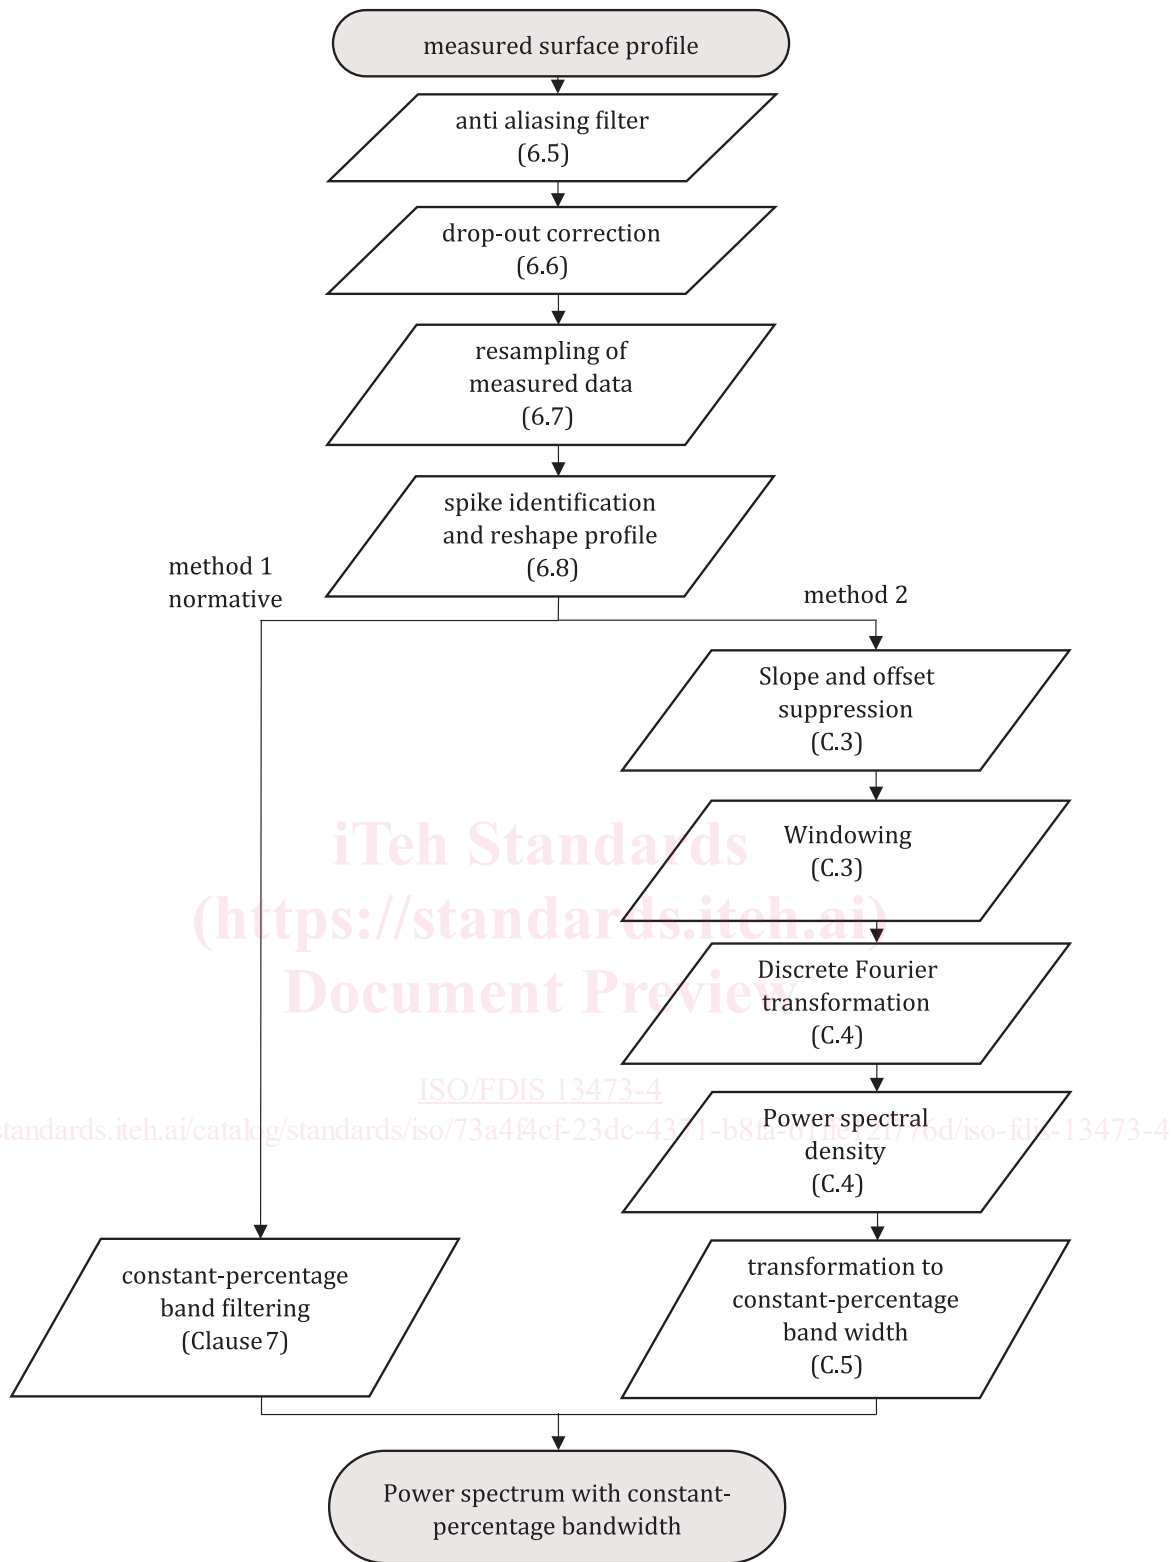 measured surface profile
anti aliasing filter
(6.5)
drop-out correction
(6.6)
resampling of
measured data
(6.7)
spike identification
and reshape profile
(6.8)
method 1
normative
method 2
Slope and offset
suppression
(C.3)
Windowing
(C.3)
iTeh Standards
(https://standards.iteh.ai)
Document Preview
Discrete Fourier
transformation
(C.4)
ISO/FDIS 13473-4
Power spectral
density
(C.4)
constant-percentage
band filtering
(Clause 7)
transformation to
constant-percentage
band width
(C.5)
Power spectrum with constant-
percentage bandwidth